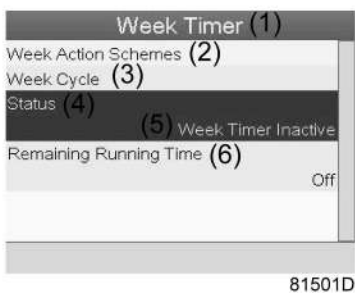 Week Timer (1)
Week Action Schemes (2)
Week Cycle (3)
Status (4)
(5) Week Timer Inactive
Remaining Running Time (6)
Off
81501D